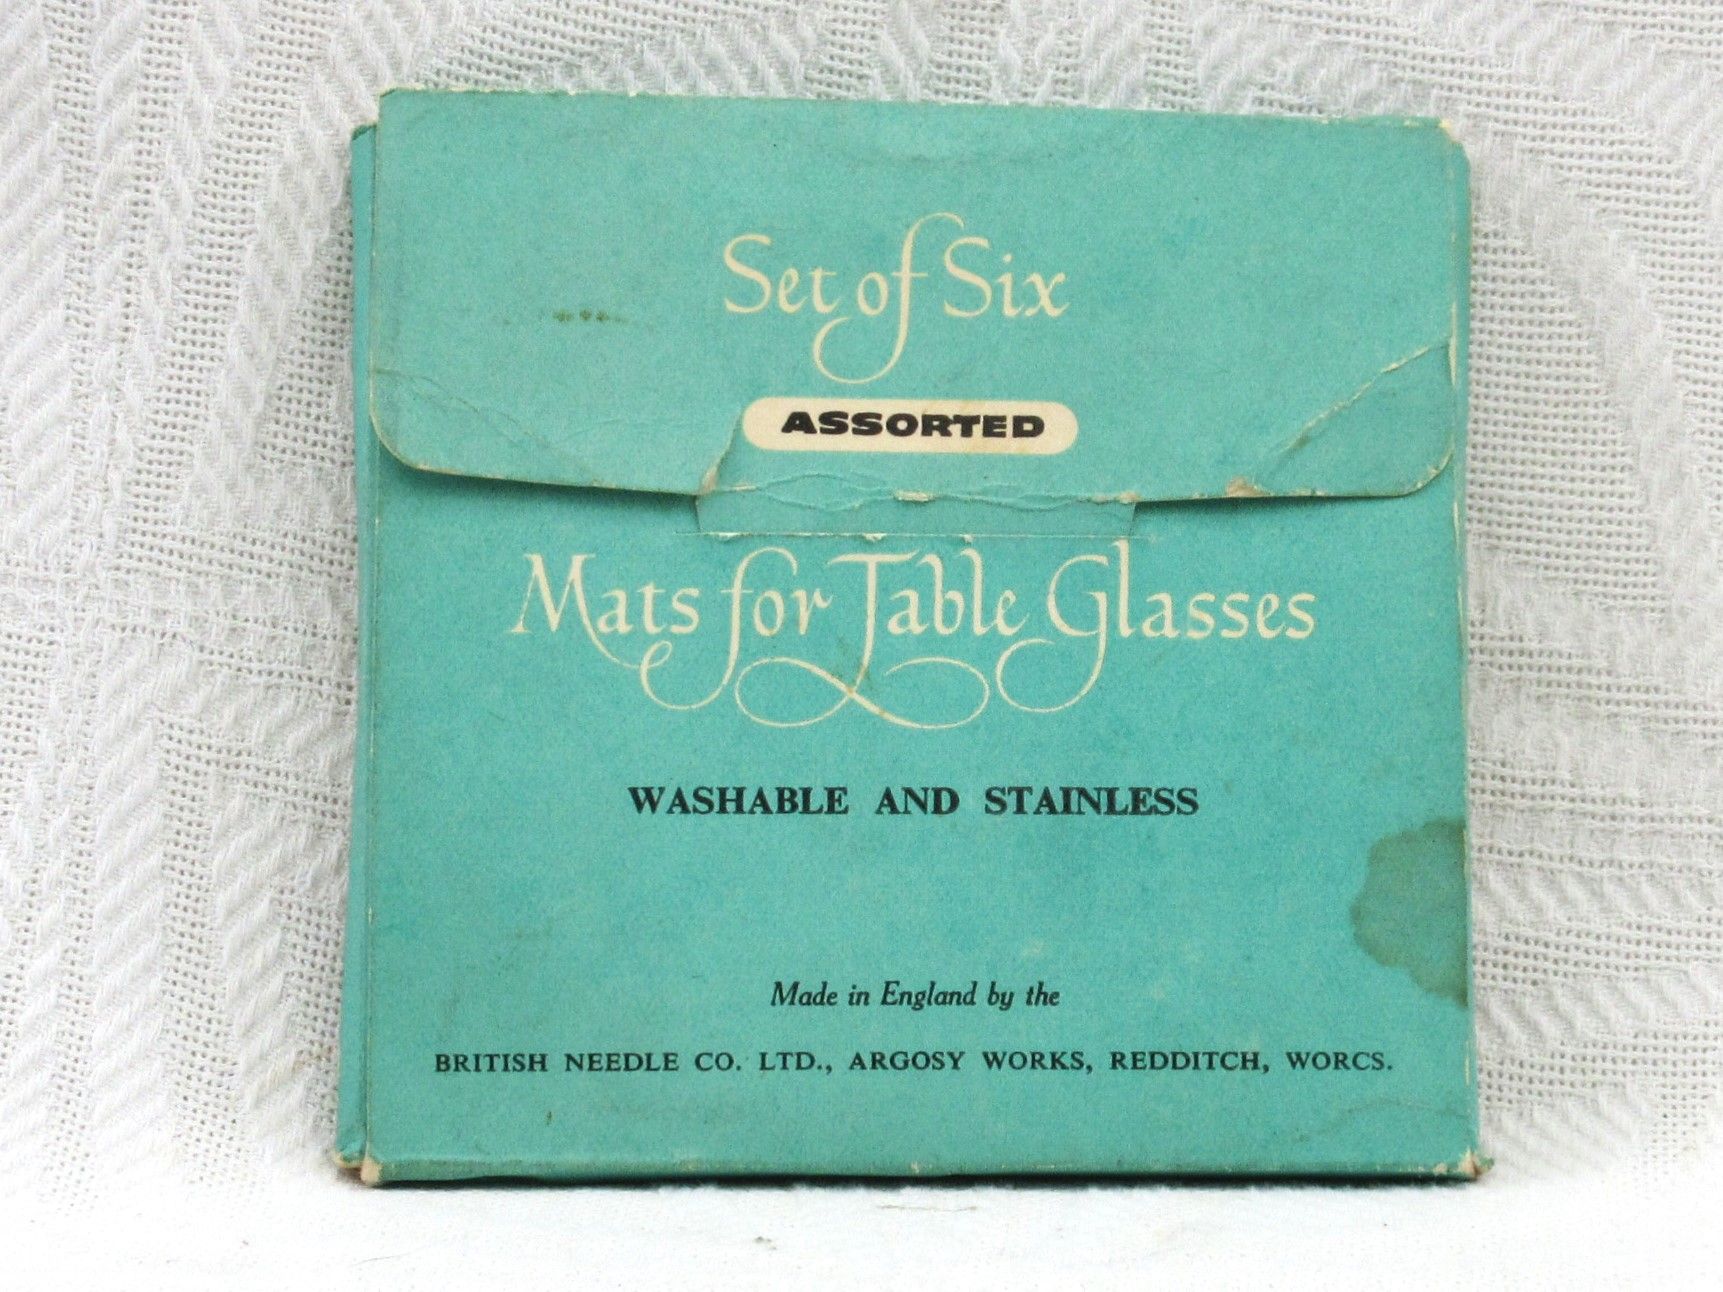 Set of Six
ASSORTED
Mats for Table Glasses
WASHABLE AND STAINLESS
Made in England by the
BRITISH NEEDLE CO. LTD., ARGOSY WORKS, REDDITCH, WORCS.